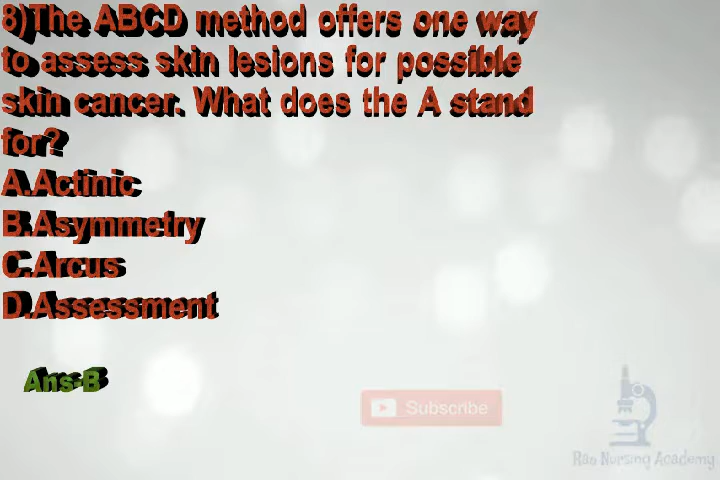 8)The ABCD method offers one way
to assess skin lesions for possible
skin cancer. What does the A stand
for?
A.Actinic
B.Asymmetry
C.Arcus
D.Assessment
Ans-B
Subscribe
Rao Nursing Academy